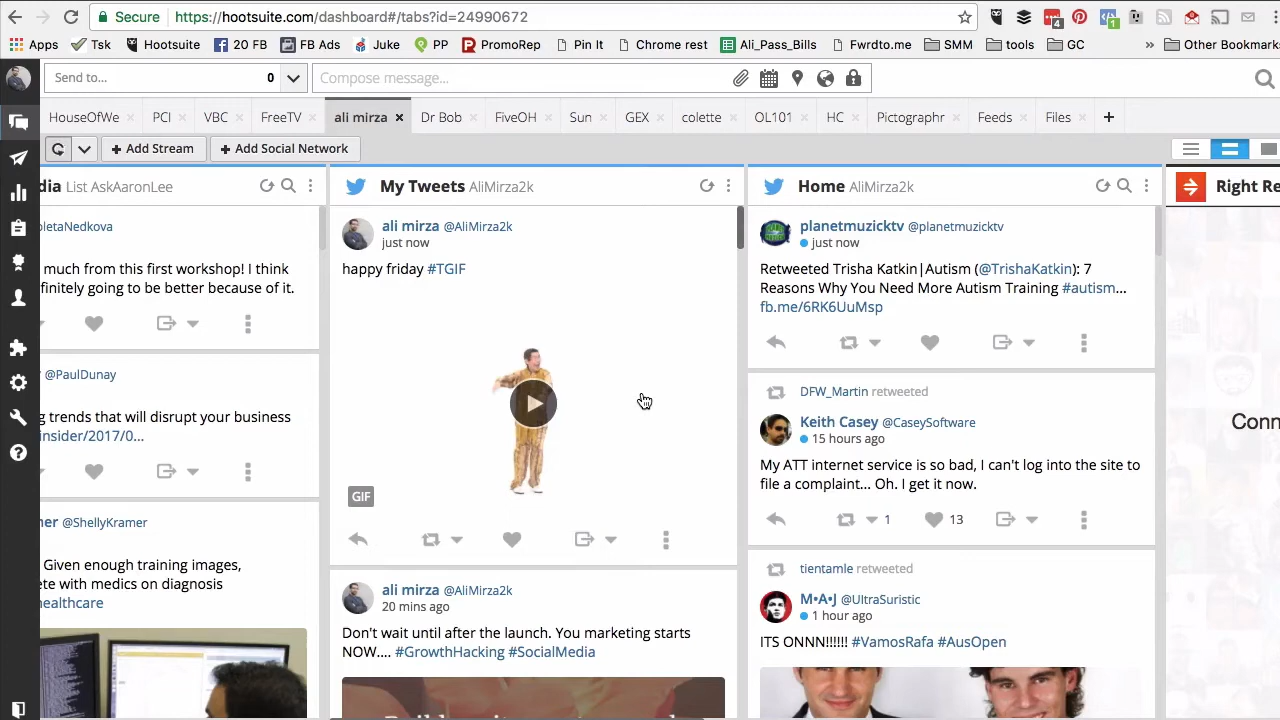 Secure https://hootsuite.com/dashboard#/tabs?id=24990672
4
1
Apps Tsk Hootsuite 20 FB FB Ads Juke PP PromoRep Pin It Chrome rest Ali_Pass_Bills Fwrdto.me SMM tools GC » Other Bookmark
Send to... 0 Compose message...
HouseOfWe PCI VBC FreeTV ali mirza Dr Bob FiveOH Sun GEX colette OL101 HC Pictographr Feeds Files
Add Stream Add Social Network
dia List AskAaronLee
oletaNedkova
much from this first workshop! I think
finitely going to be better because of it.
@PaulDunay
g trends that will disrupt your business
insider/2017/0...
ner @ShellyKramer
Given enough training images,
ete with medics on diagnosis
healthcare
My Tweets AliMirza2k
ali mirza @AliMirza2k
just now
happy friday #TGIF
GIF
ali mirza @AliMirza2k
20 mins ago
Don't wait until after the launch. You marketing starts
NOW.... #GrowthHacking #SocialMedia
Home AliMirza2k
planetmuzicktv @planetmuzicktv
just now
Retweeted Trisha Katkin|Autism (@TrishaKatkin): 7
Reasons Why You Need More Autism Training #autism...
fb.me/6RK6UuMsp
DFW_Martin retweeted
Keith Casey @CaseySoftware
15 hours ago
My ATT internet service is so bad, I can't log into the site to
file a complaint... Oh. I get it now.
1 13
tientamle retweeted
M•A•J @UltraSuristic
1 hour ago
ITS ONNN!!!!!! #VamosRafa #AusOpen
Right Re
Conn